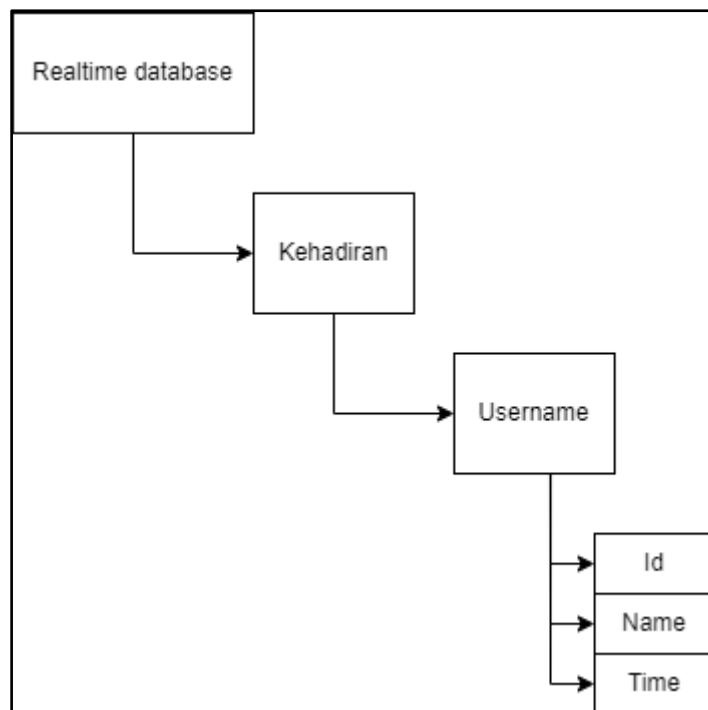 Realtime database
Kehadiran
Username
Id
Name
Time